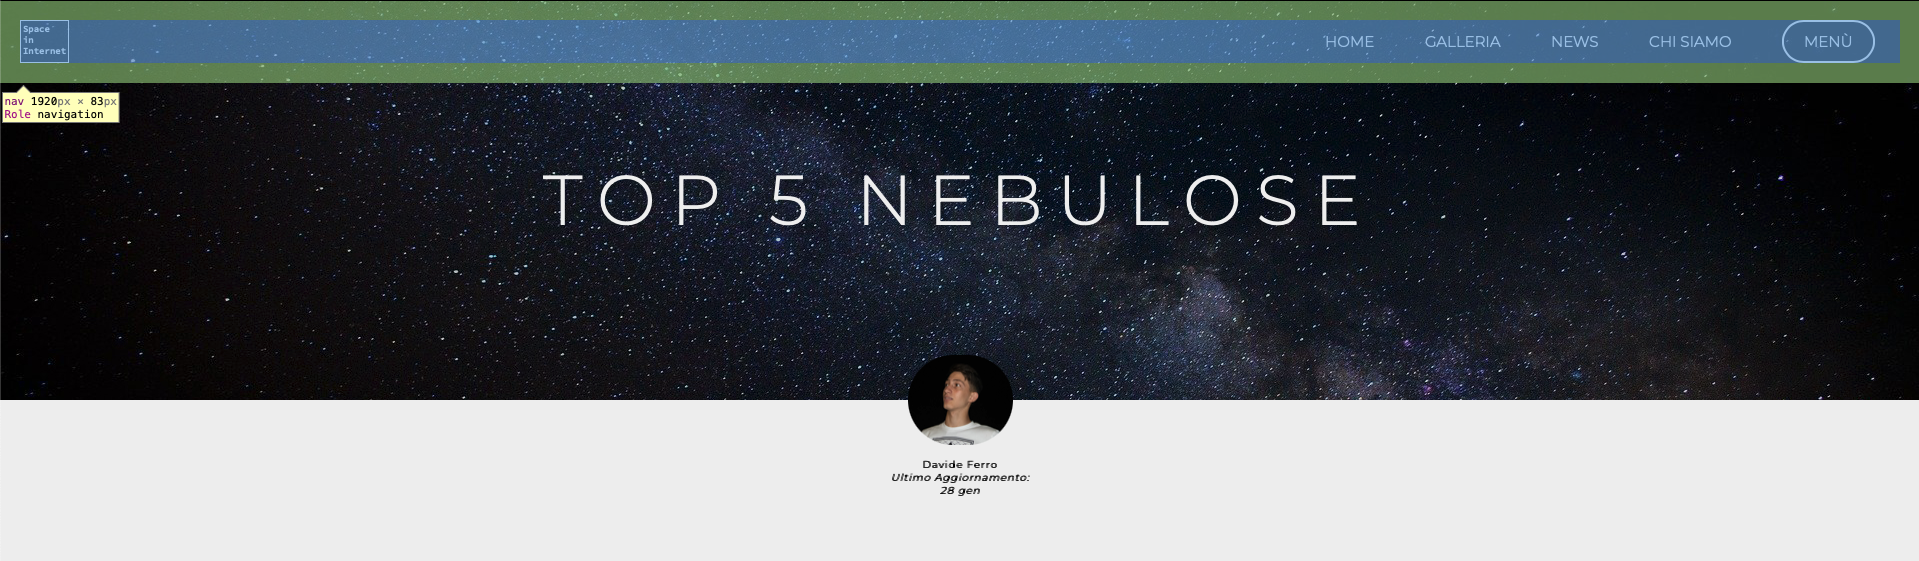 Space
in
Internet
HOME GALLERIA NEWS CHI SIAMO MENÙ
nav 1920px × 83px
Role navigation
TOP 5 NEBULOSE
Davide Ferro
Ultimo Aggiornamento:
28 gen